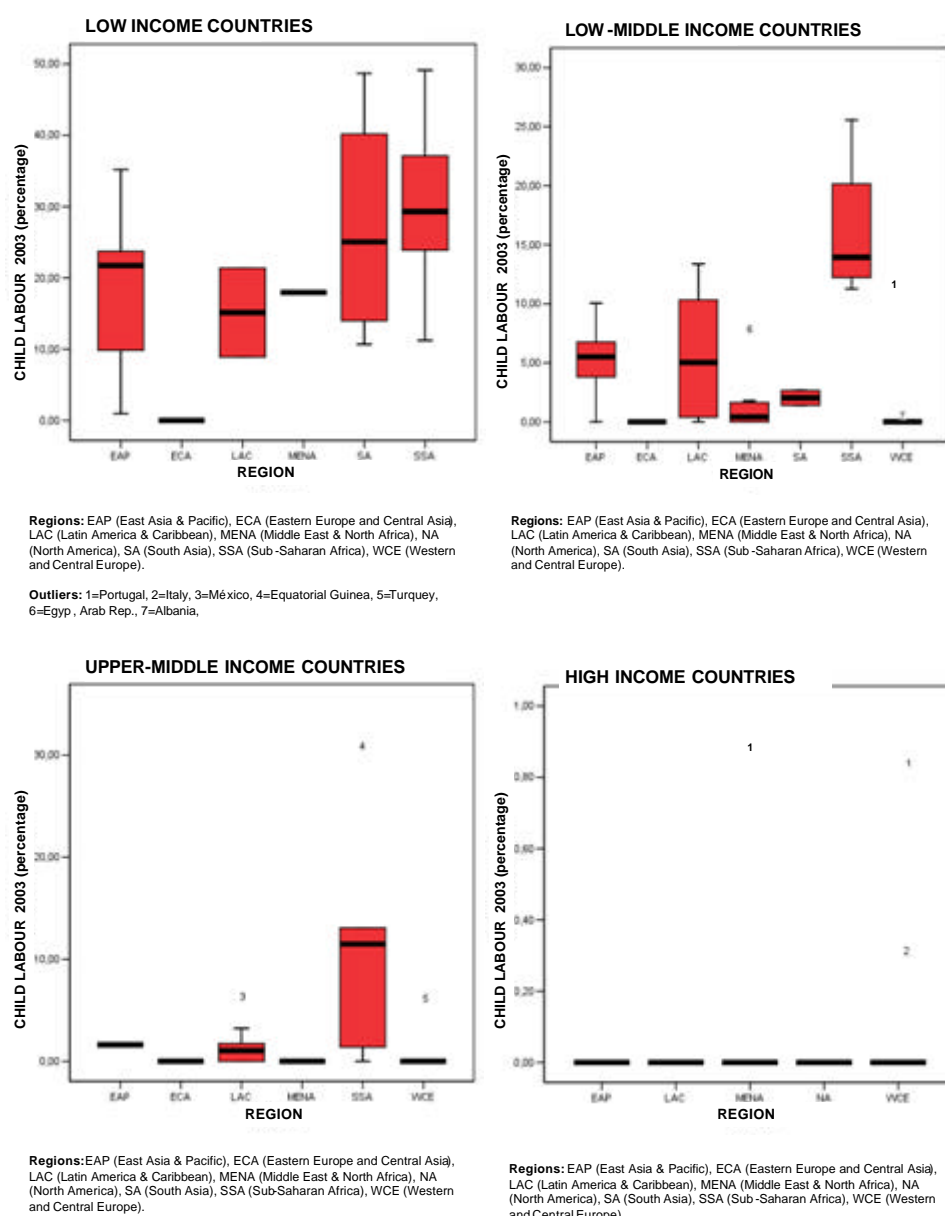 LOW INCOME COUNTRIES
CHILD LABOUR 2003 (percentage)
50,00
40,00
30,00
20,00
10,00
0,00
EAP
ECA
LAC
MENA
SA
SSA
REGION
Regions: EAP (East Asia & Pacific), ECA (Eastern Europe and Central Asia),
LAC (Latin America & Caribbean), MENA (Middle East & North Africa), NA
(North America), SA (South Asia), SSA (Sub-Saharan Africa), WCE (Western
and Central Europe).
Outliers: 1=Portugal, 2=Italy, 3=México, 4=Equatorial Guinea, 5=Turquey,
6=Egyp , Arab Rep., 7=Albania,
LOW -MIDDLE INCOME COUNTRIES
CHILD LABOUR 2003 (percentage)
30,00
25,00
20,00
15,00
10,00
5,00
0,00
1
6
7
EAP
ECA
LAC
MENA
SA
SSA
WCE
REGION
Regions: EAP (East Asia & Pacific), ECA (Eastern Europe and Central Asia),
LAC (Latin America & Caribbean), MENA (Middle East & North Africa), NA
(North America), SA (South Asia), SSA (Sub -Saharan Africa), WCE (Western
and Central Europe).
UPPER-MIDDLE INCOME COUNTRIES
CHILD LABOUR 2003 (percentage)
30,00
20,00
10,00
0,00
4
3
5
EAP
ECA
LAC
MENA
SSA
WCE
REGION
Regions:EAP (East Asia & Pacific), ECA (Eastern Europe and Central Asia),
LAC (Latin America & Caribbean), MENA (Middle East & North Africa), NA
(North America), SA (South Asia), SSA (Sub-Saharan Africa), WCE (Western
and Central Europe).
HIGH INCOME COUNTRIES
CHILD LABOUR 2003 (percentage)
1,00
0,80
0,60
0,40
0,20
0,00
1
1
2
EAP
LAC
MENA
NA
WCE
REGION
Regions: EAP (East Asia & Pacific), ECA (Eastern Europe and Central Asia),
LAC (Latin America & Caribbean), MENA (Middle East & North Africa), NA
(North America), SA (South Asia), SSA (Sub -Saharan Africa), WCE (Western
and Central Europe)